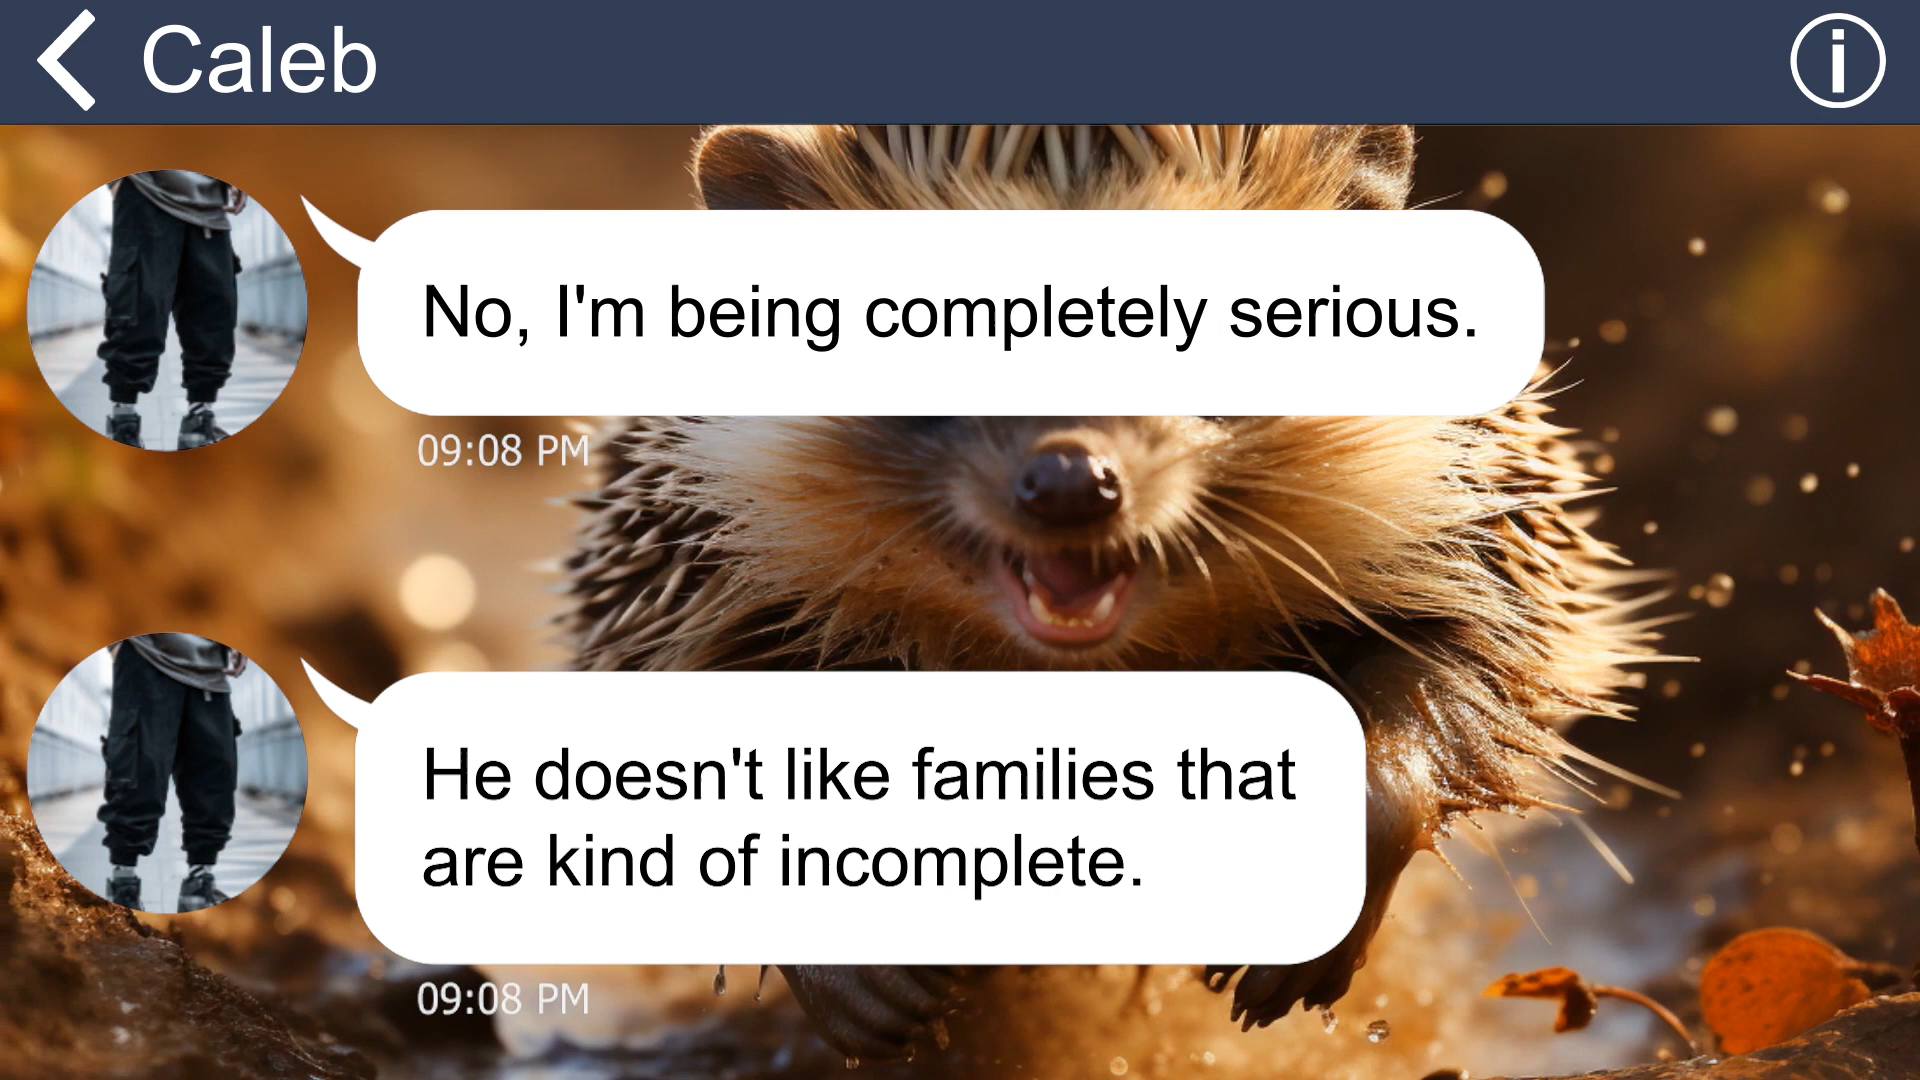 Caleb
No, I'm being completely serious.
09:08 PM
He doesn't like families that
are kind of incomplete.
09:08 PM